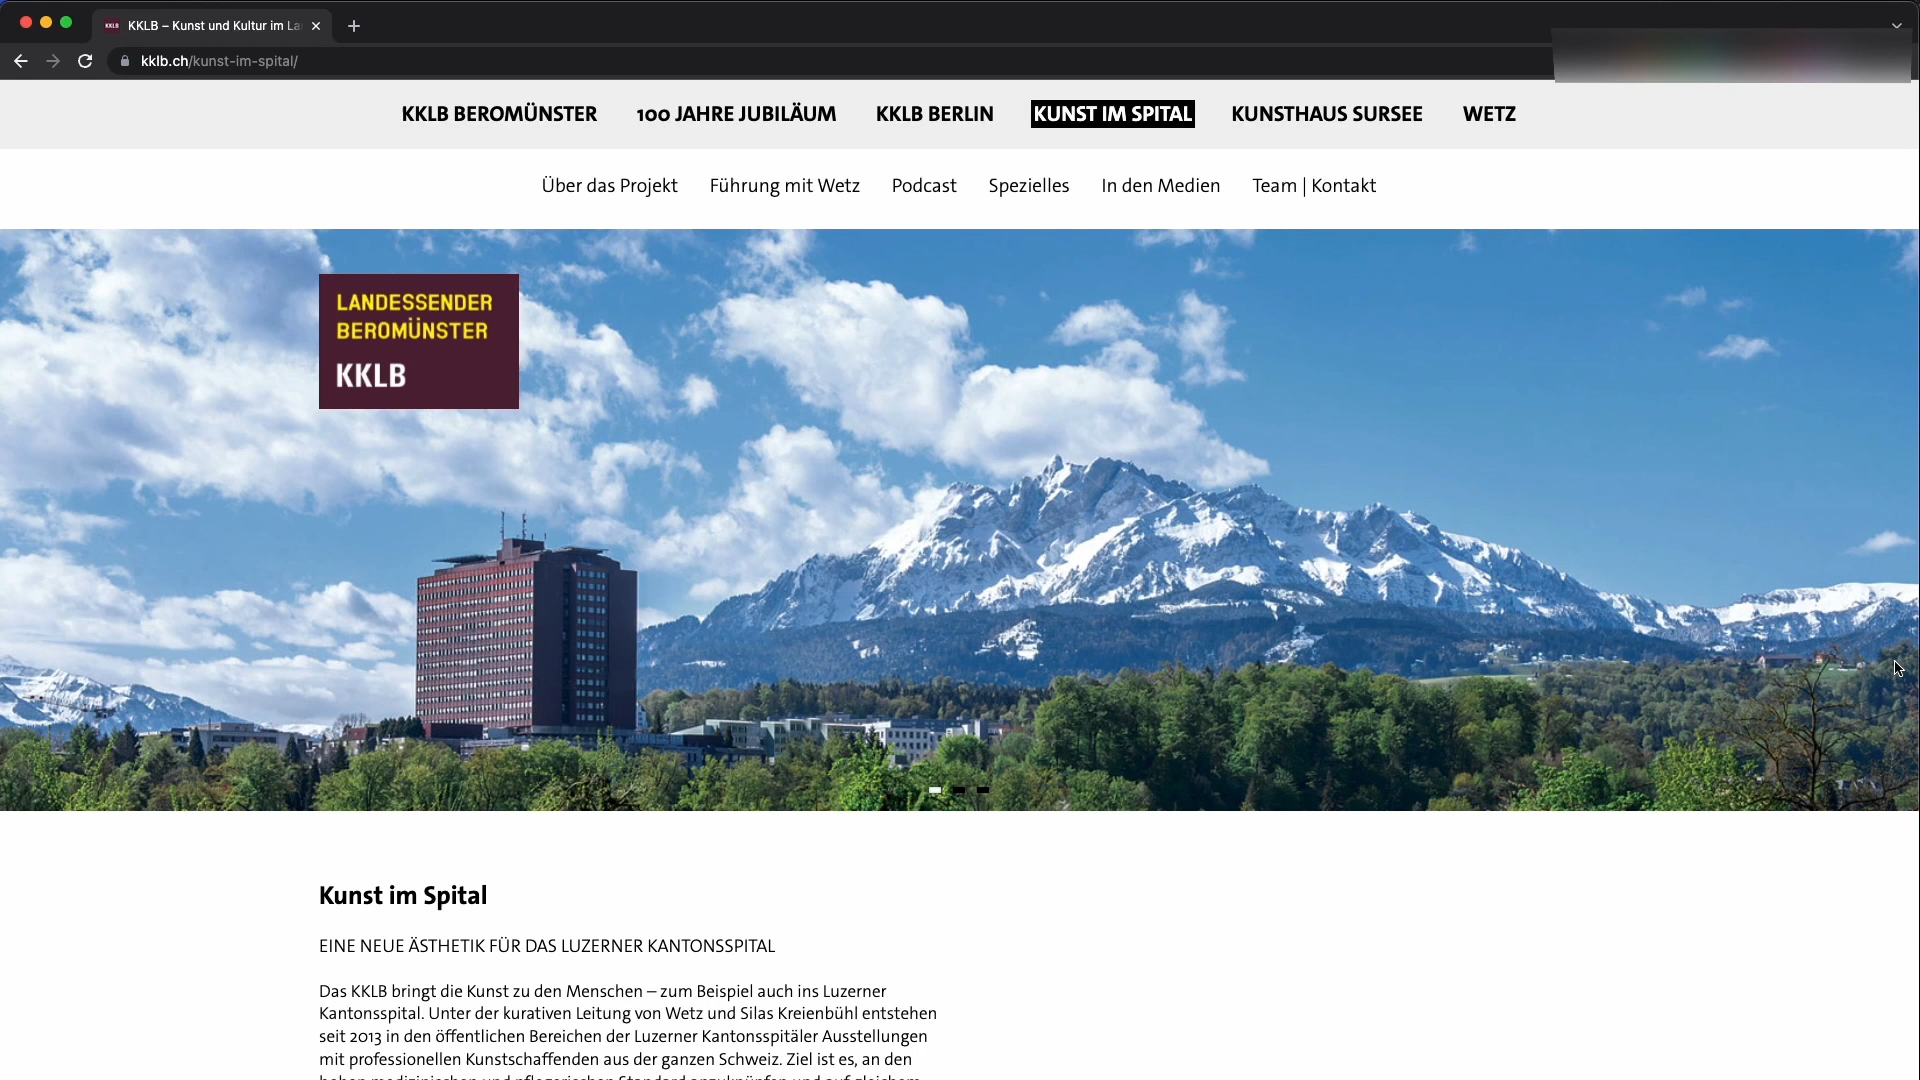 KKLB
KKLB – Kunst und Kultur im La
kklb.ch/kunst-im-spital/
KKLB BEROMÜNSTER 100 JAHRE JUBILÄUM KKLB BERLIN KUNST IM SPITAL KUNSTHAUS SURSEE WETZ
Über das Projekt Führung mit Wetz Podcast Spezielles In den Medien Team | Kontakt
LANDESSENDER
BEROMÜNSTER
KKLB
Kunst im Spital
EINE NEUE ÄSTHETIK FÜR DAS LUZERNER KANTONSSPITAL
Das KKLB bringt die Kunst zu den Menschen – zum Beispiel auch ins Luzerner
Kantonsspital. Unter der kurativen Leitung von Wetz und Silas Kreienbühl entstehen
seit 2013 in den öffentlichen Bereichen der Luzerner Kantonsspitäler Ausstellungen
mit professionellen Kunstschaffenden aus der ganzen Schweiz. Ziel ist es, an den